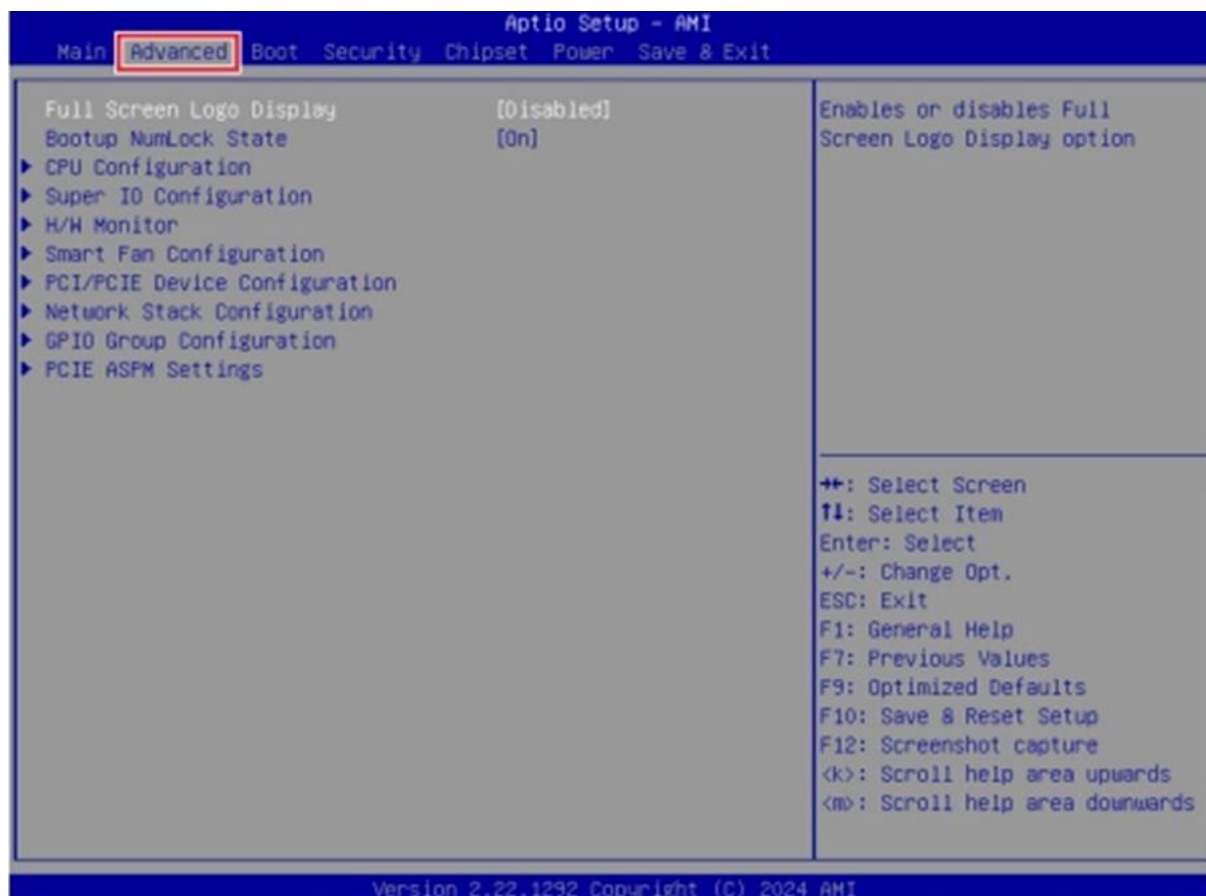 Aptio Setup - AMI
Main Advanced Boot Security Chipset Power Save & Exit
Full Screen Logo Display [Disabled]
Bootup NumLock State [On]
▶ CPU Configuration
▶ Super IO Configuration
▶ H/W Monitor
▶ Smart Fan Configuration
▶ PCI/PCIE Device Configuration
▶ Network Stack Configuration
▶ GPIO Group Configuration
▶ PCIE ASPM Settings
Enables or disables Full
Screen Logo Display option
→←: Select Screen
↑↓: Select Item
Enter: Select
+/-: Change Opt.
ESC: Exit
F1: General Help
F7: Previous Values
F9: Optimized Defaults
F10: Save & Reset Setup
F12: Screenshot capture
<k>: Scroll help area upwards
<m>: Scroll help area downwards
Version 2.22.1292 Copyright (C) 2024 AMI